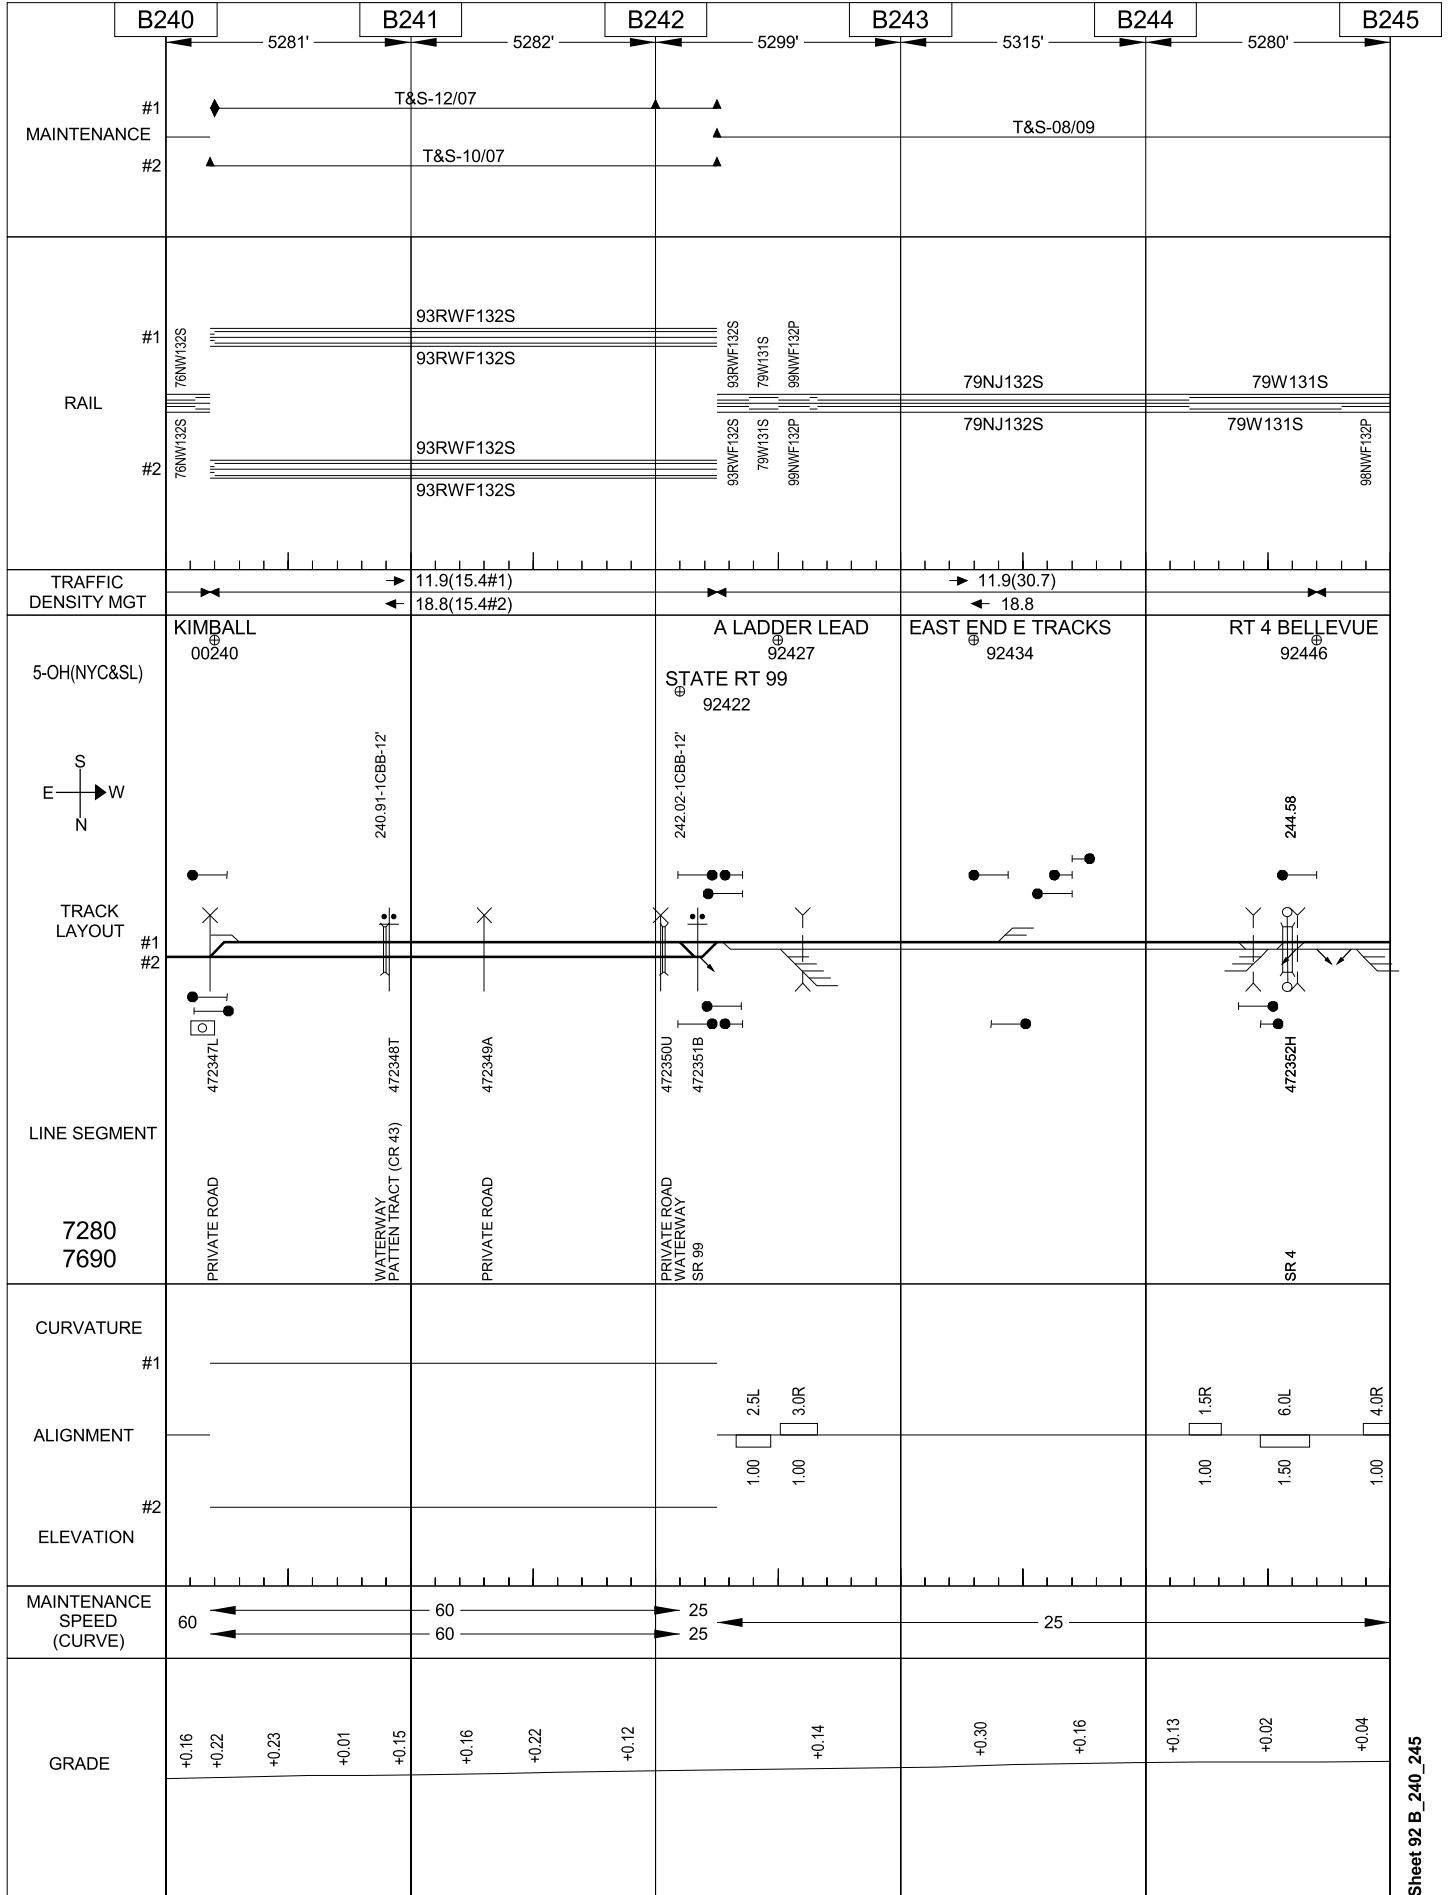 B240 B241 B242 B243 B244 B245
5281' 5282' 5299' 5315' 5280'
MAINTENANCE
#1
#2
T&S-12/07
T&S-10/07
T&S-08/09
RAIL
#1
#2
76NW132S
76NW132S
93RWF132S
93RWF132S
93RWF132S
93RWF132S
93RWF132S
79W131S
99NWF132P
93RWF132S
79W131S
99NWF132P
79NJ132S
79NJ132S
79W131S
79W131S
98NWF132P
TRAFFIC
DENSITY MGT
11.9(15.4#1)
18.8(15.4#2)
11.9(30.7)
18.8
5-OH(NYC&SL)
KIMBALL
00240
STATE RT 99
92422
A LADDER LEAD
92427
EAST END E TRACKS
92434
RT 4 BELLEVUE
92446
S
E W
N
240.91-1CBB-12'
242.02-1CBB-12'
244.58
TRACK
LAYOUT
#1
#2
472347L
472348T
472349A
472350U
472351B
472352H
LINE SEGMENT
7280
7690
PRIVATE ROAD
WATERWAY
PATTEN TRACT (CR 43)
PRIVATE ROAD
PRIVATE ROAD
WATERWAY
SR 99
SR 4
CURVATURE
#1
ALIGNMENT
#2
ELEVATION
2.5L
1.00
3.0R
1.00
1.5R
1.00
6.0L
1.50
4.0R
1.00
MAINTENANCE
SPEED
(CURVE)
60
60 25
60 25
25
GRADE
+0.16
+0.22
+0.23
+0.01
+0.15
+0.16
+0.22
+0.12
+0.14
+0.30
+0.16
+0.13
+0.02
+0.04
Sheet 92 B_240_245